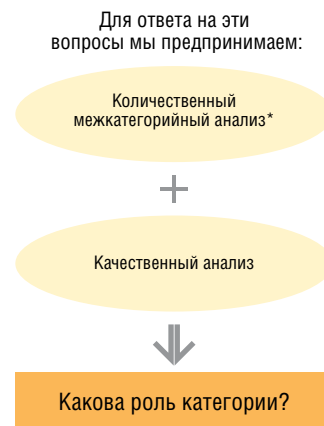 Для ответа на эти
вопросы мы предпринимаем:
Количественный
межкатегорийный анализ*
+
Качественный анализ
Какова роль категории?